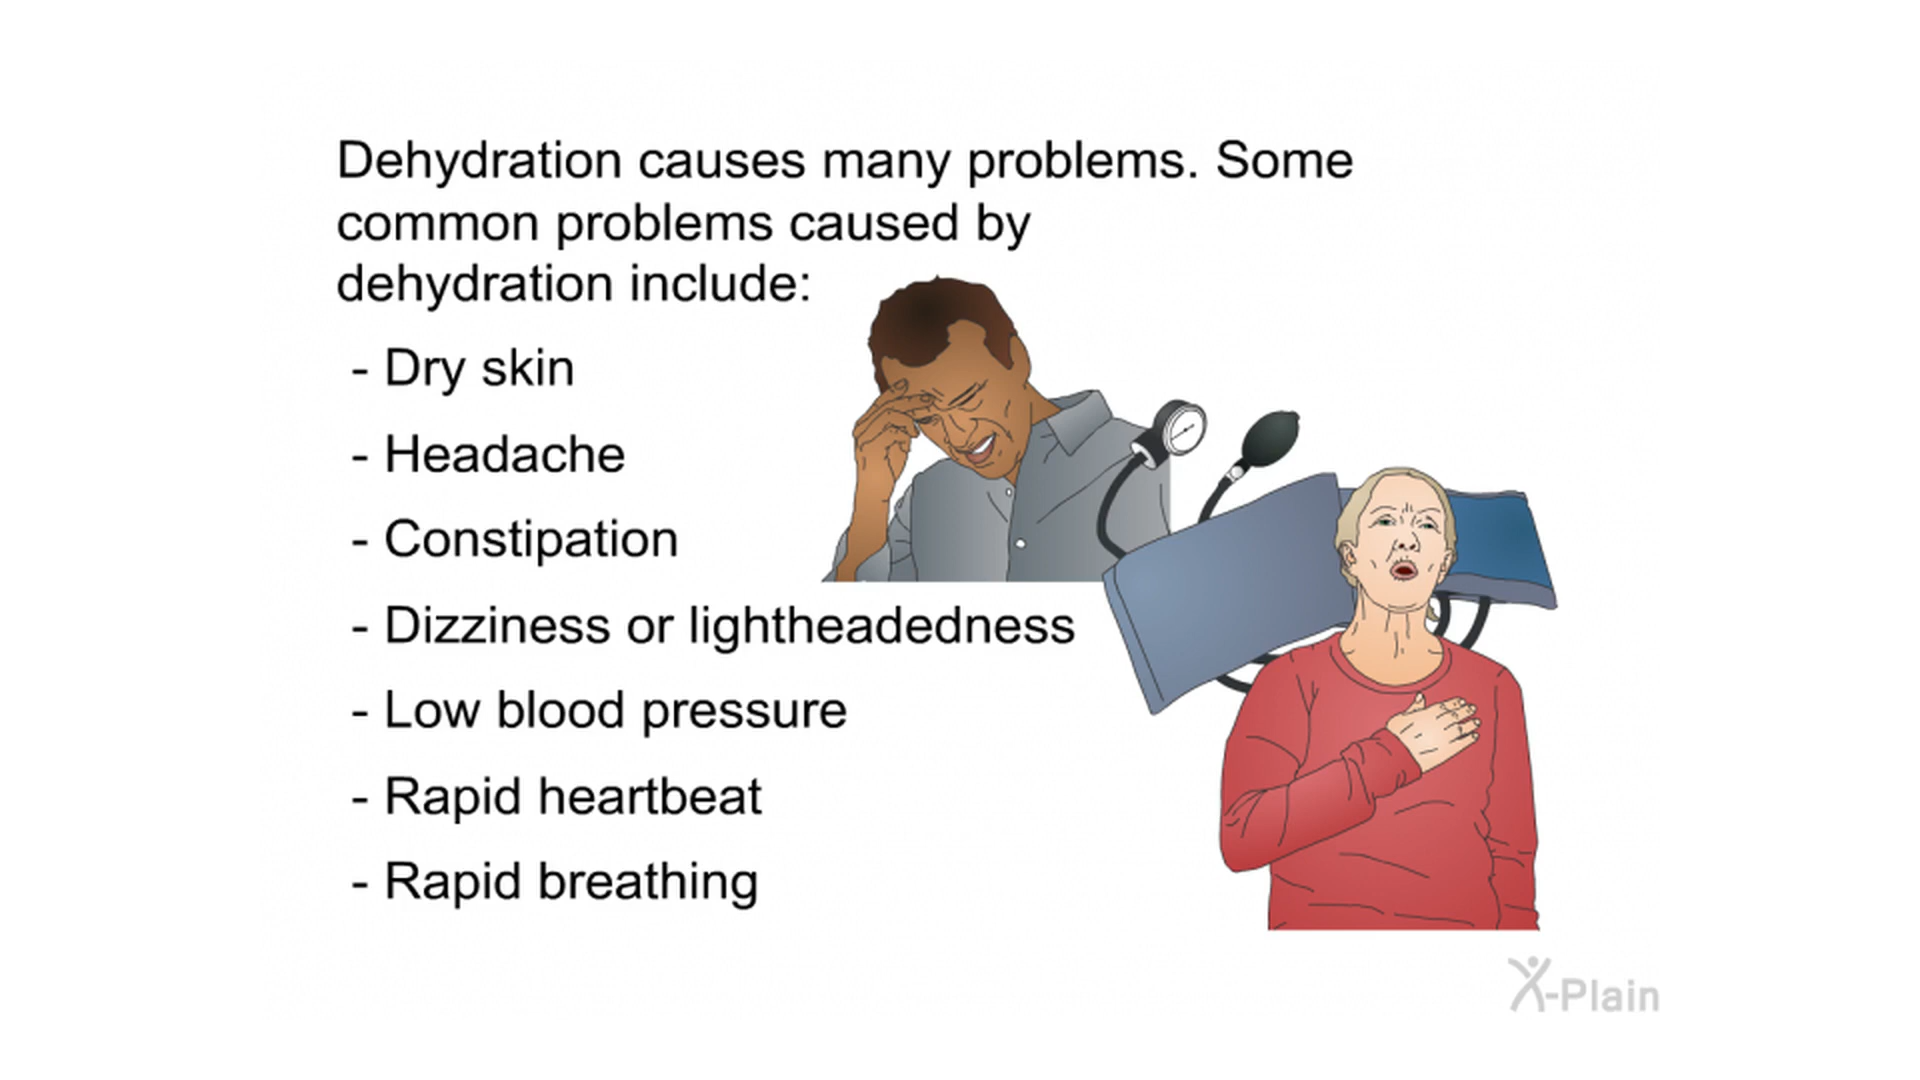 Dehydration causes many problems. Some
common problems caused by
dehydration include:
- Dry skin
- Headache
- Constipation
- Dizziness or lightheadedness
- Low blood pressure
- Rapid heartbeat
- Rapid breathing
X-Plain